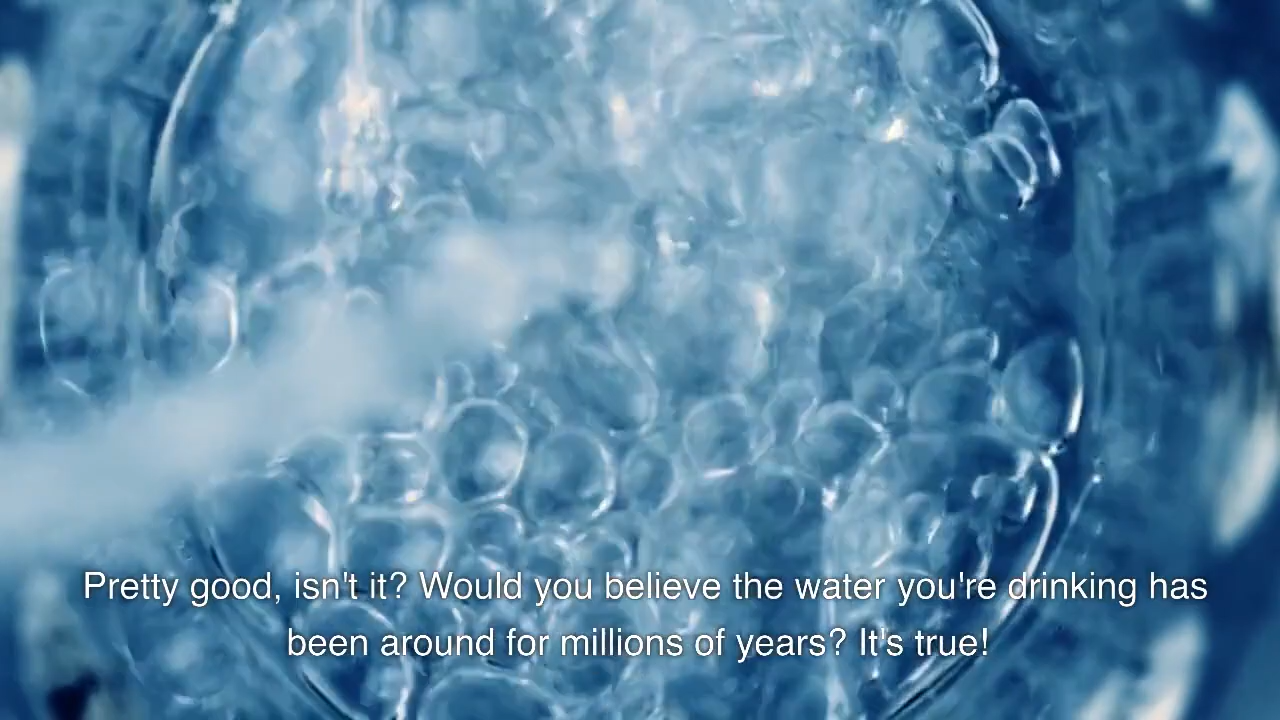 Pretty good, isn't it? Would you believe the water you're drinking has
been around for millions of years? It's true!